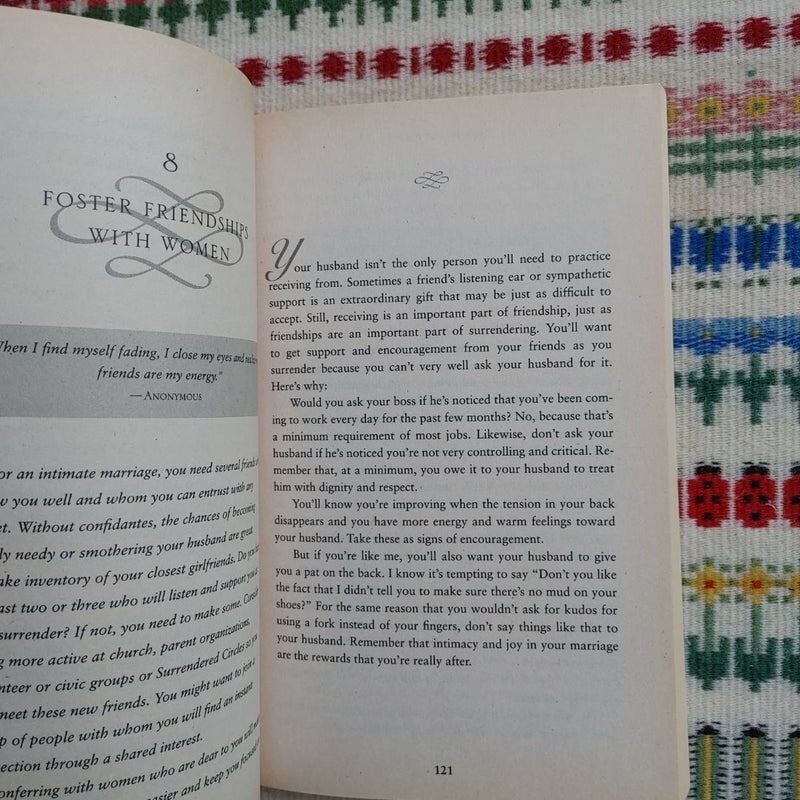 8
FOSTER FRIENDSHIPS
WITH WOMEN
When I find myself fading, I close my eyes and
friends are my energy."
—ANONYMOUS
or an intimate marriage, you need several friends
w you well and whom you can entrust with any
et. Without confidantes, the chances of becoming
ly needy or smothering your husband are great.
ake inventory of your closest girlfriends. Do you
ast two or three who will listen and support you
surrender? If not, you need to make some. Consider
g more active at church, parent organizations,
nteer or civic groups or Surrendered Circles so you
meet these new friends. You might want to join a
p of people with whom you will find an instant
ection through a shared interest.
onferring with women who are dear to you will
easier and keep you focused
Your husband isn't the only person you'll need to practice
receiving from. Sometimes a friend's listening ear or sympathetic
support is an extraordinary gift that may be just as difficult to
accept. Still, receiving is an important part of friendship, just as
friendships are an important part of surrendering. You'll want
to get support and encouragement from your friends as you
surrender because you can't very well ask your husband for it.
Here's why:
Would you ask your boss if he's noticed that you've been com-
ing to work every day for the past few months? No, because that's
a minimum requirement of most jobs. Likewise, don't ask your
husband if he's noticed you're not very controlling and critical. Re-
member that, at a minimum, you owe it to your husband to treat
him with dignity and respect.
You'll know you're improving when the tension in your back
disappears and you have more energy and warm feelings toward
your husband. Take these as signs of encouragement.
But if you're like me, you'll also want your husband to give
you a pat on the back. I know it's tempting to say "Don't you like
the fact that I didn't tell you to make sure there's no mud on your
shoes?" For the same reason that you wouldn't ask for kudos for
using a fork instead of your fingers, don't say things like that to
your husband. Remember that intimacy and joy in your marriage
are the rewards that you're really after.
121